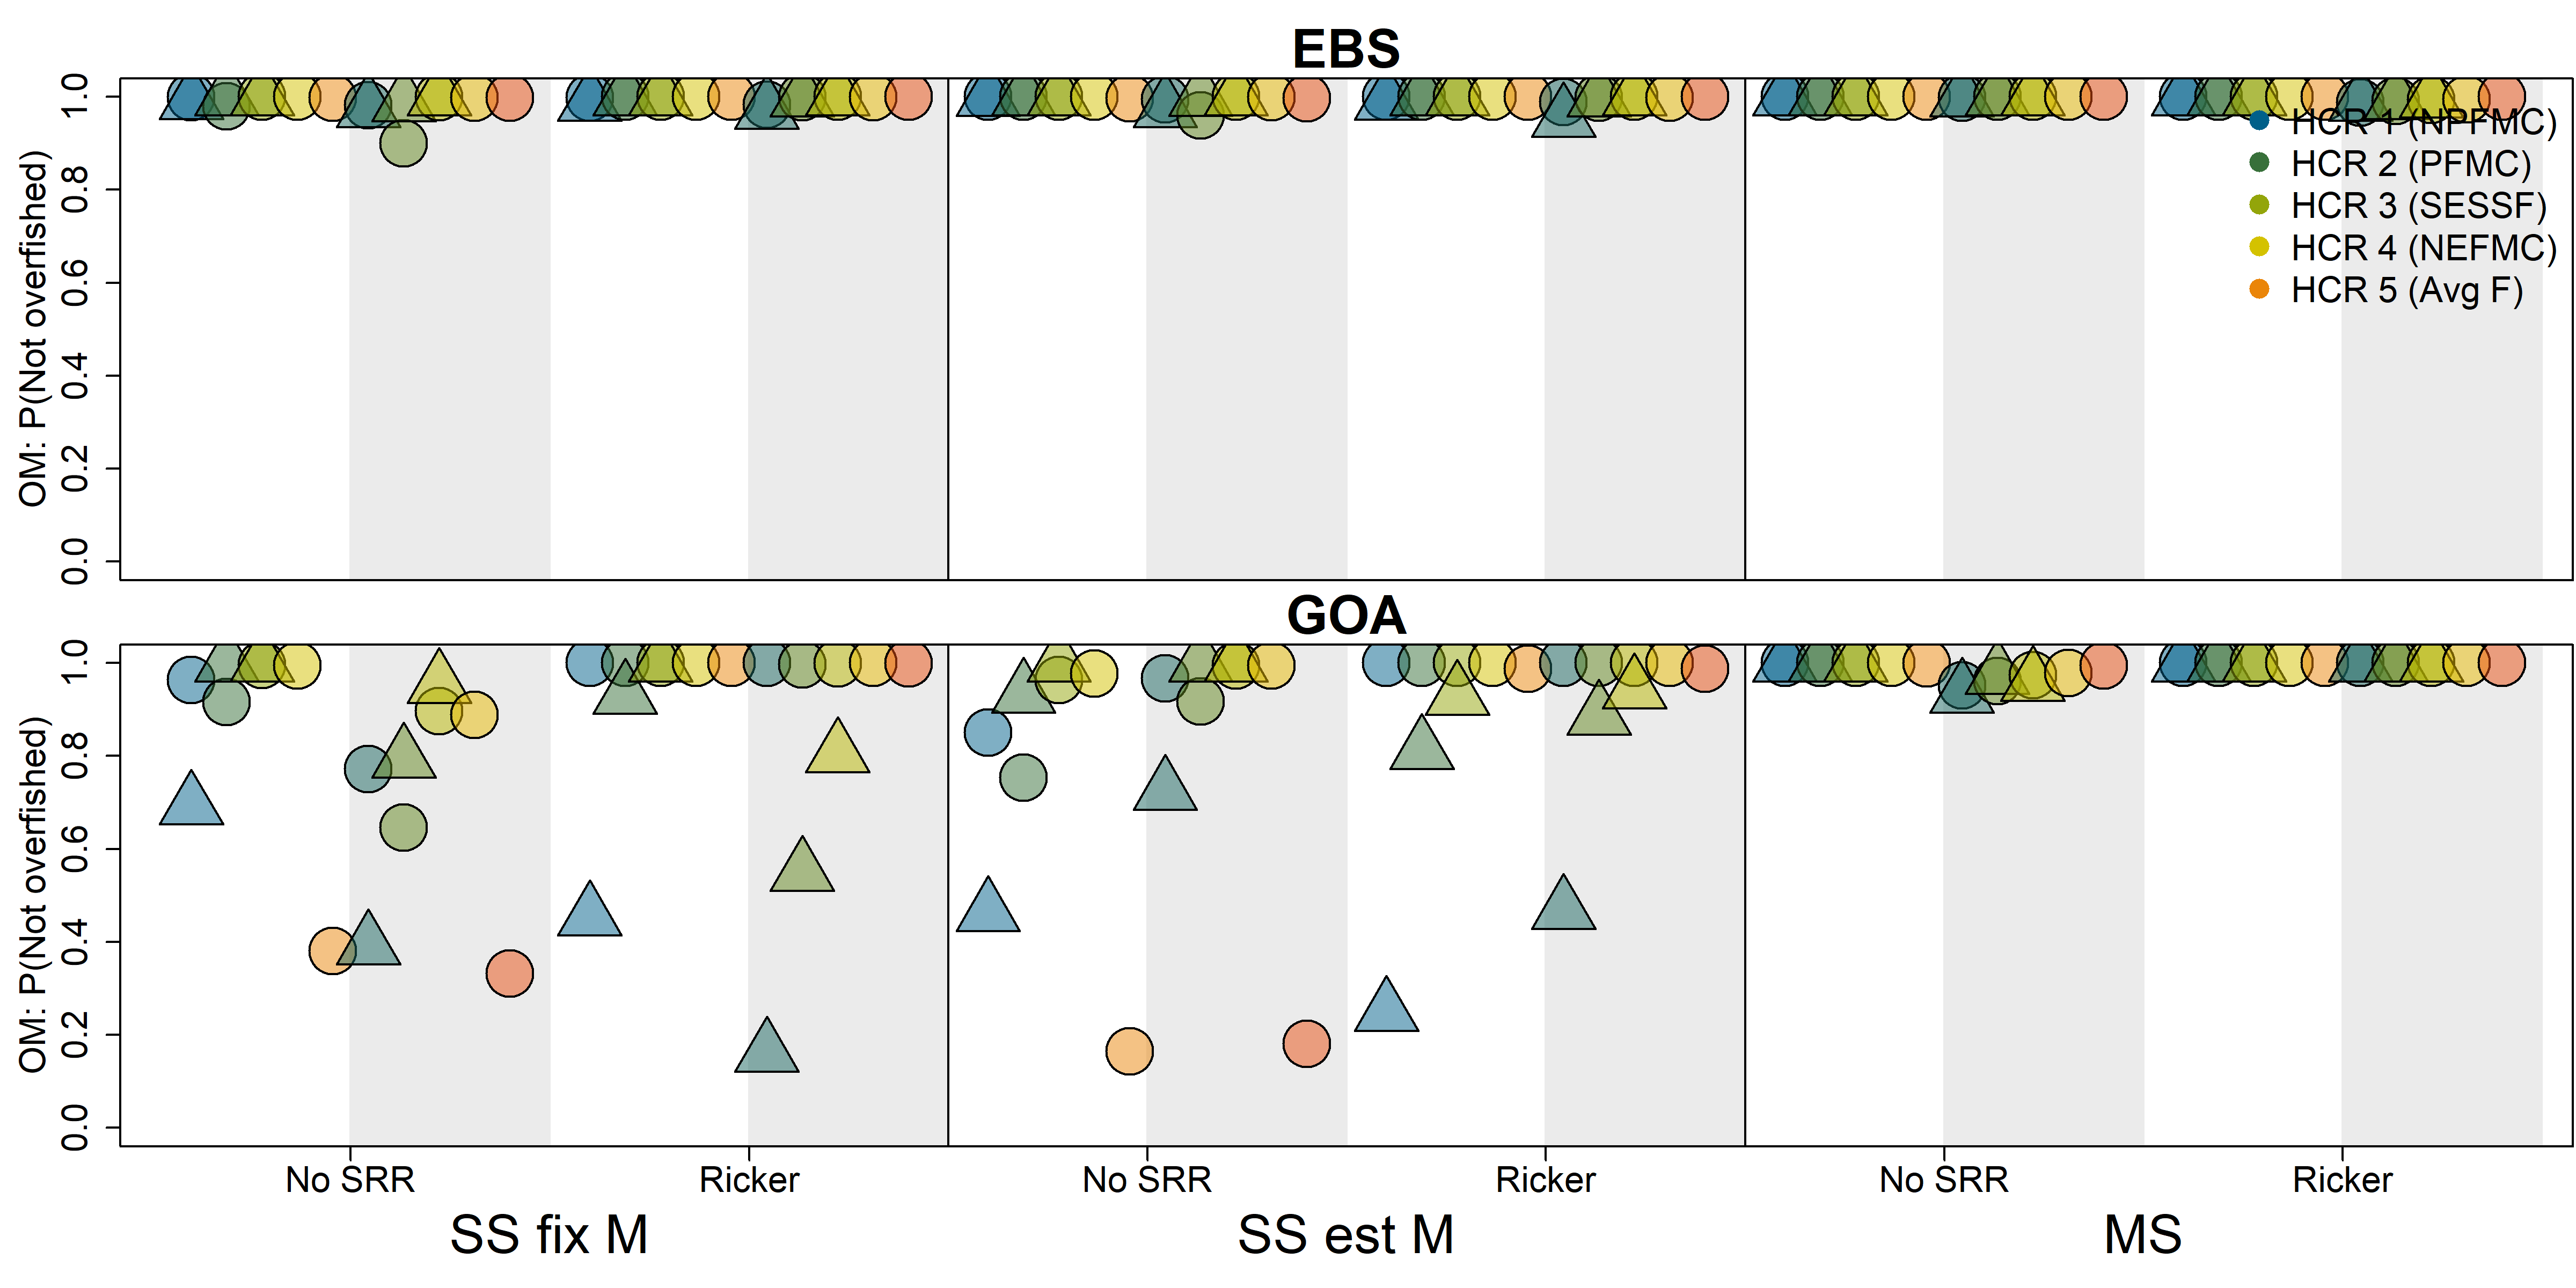 EBS
OM: P(Not overfished)
1.0
0.8
0.6
0.4
0.2
0.0
HCR 1 (NPFMC)
HCR 2 (PFMC)
HCR 3 (SESSF)
HCR 4 (NEFMC)
HCR 5 (Avg F)
GOA
OM: P(Not overfished)
1.0
0.8
0.6
0.4
0.2
0.0
No SRR Ricker No SRR Ricker No SRR Ricker
SS fix M SS est M MS